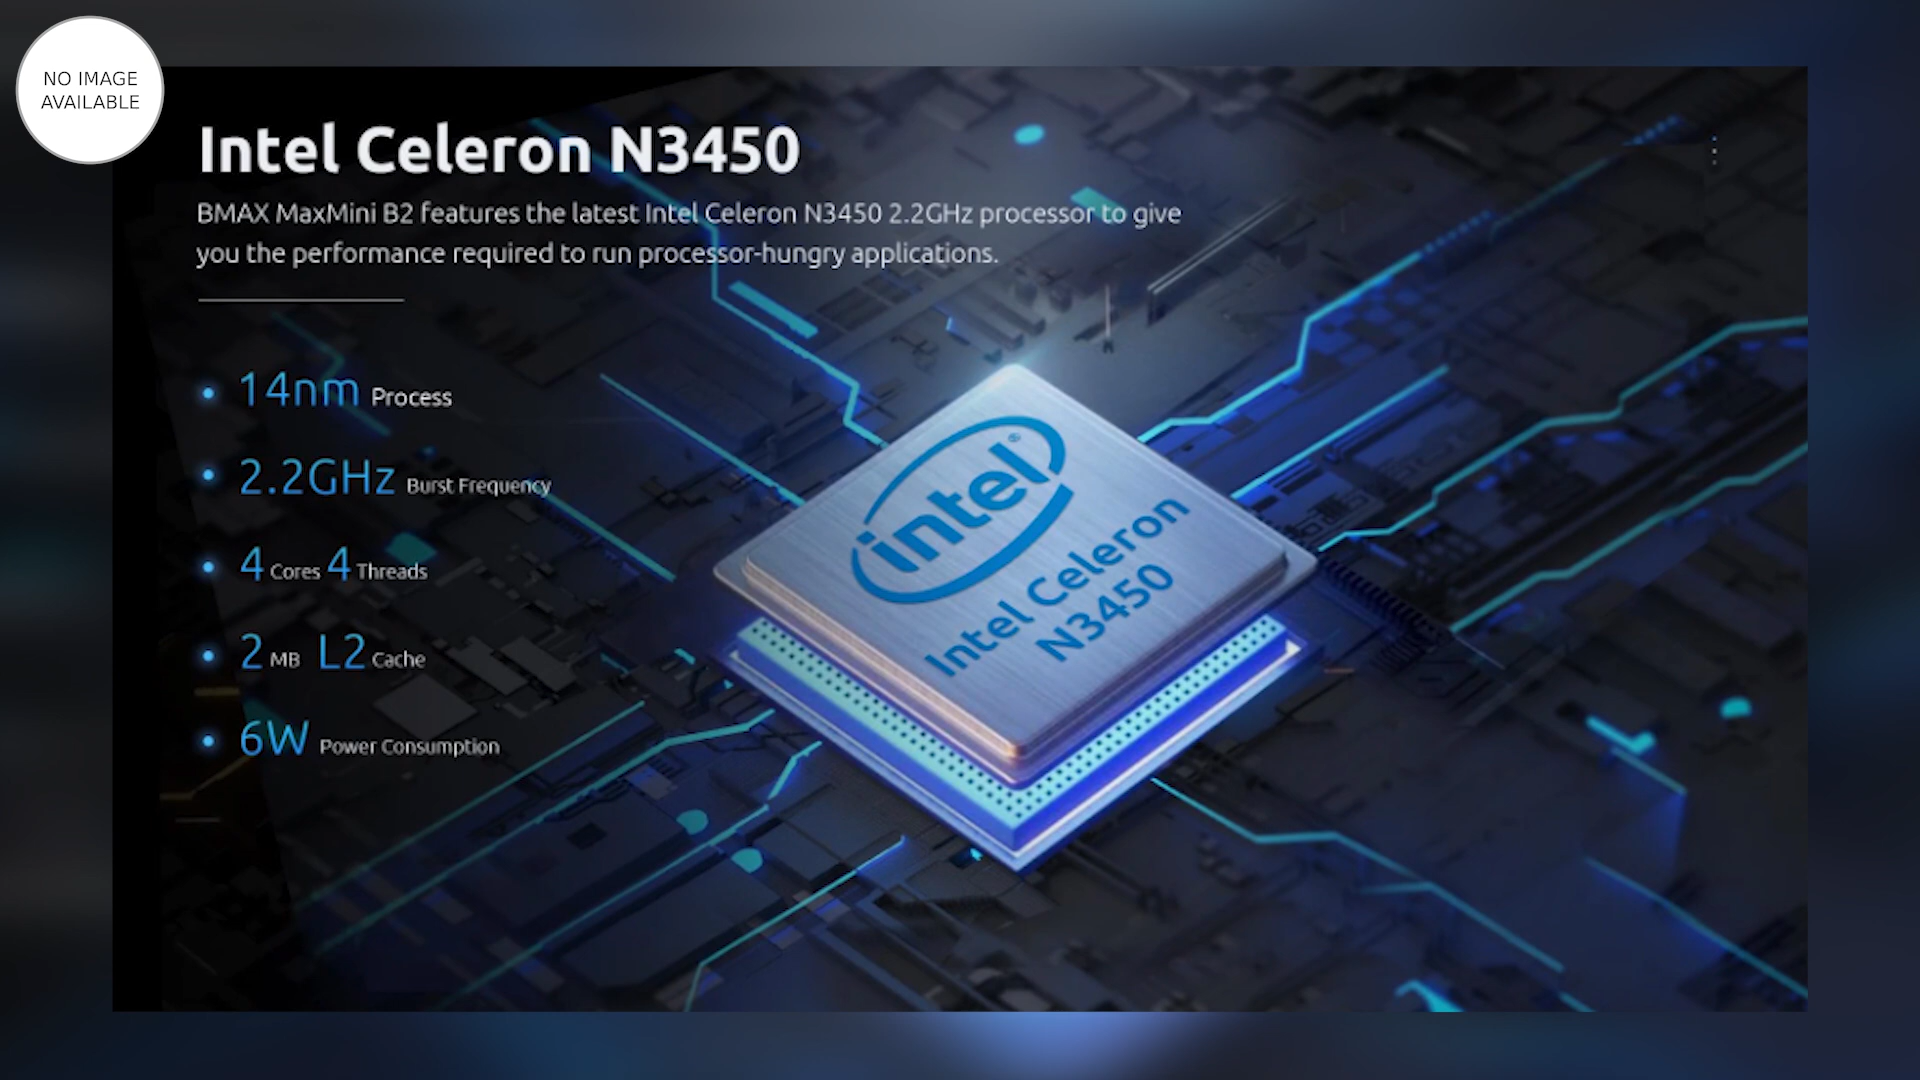 NO IMAGE
AVAILABLE
Intel Celeron N3450
BMAX MaxMini B2 features the latest Intel Celeron N3450 2.2GHz processor to give
you the performance required to run processor-hungry applications.
• 14nm Process
• 2.2GHz Burst Frequency
• 4 Cores 4 Threads
• 2 MB L2 Cache
• 6W Power Consumption
intel®
Intel Celeron
N3450